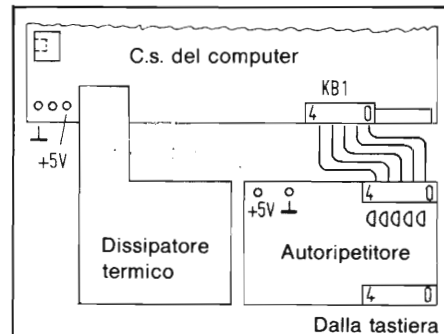 C.s. del computer
KB1
4 0
+5V
4 0
+5V
Dissipatore
termico
Autoripetitore
4 0
Dalla tastiera